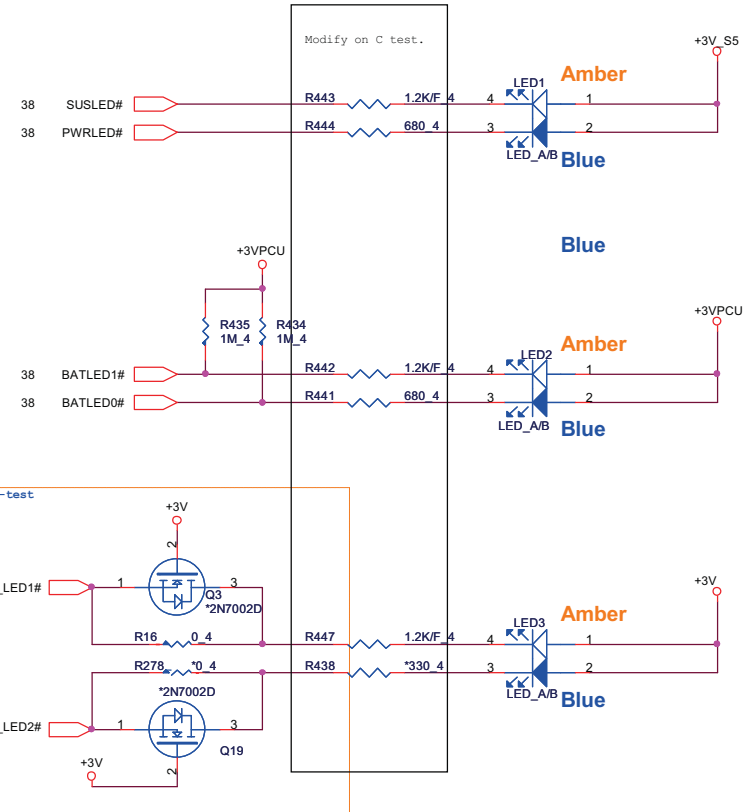 Modify on C test.
+3V_S5
Amber
LED1
38 SUSLED# R443 1.2K/F_4 4 1
38 PWRLED# R444 680_4 3 2
LED_A/B Blue
Blue
+3VPCU
+3VPCU
R435 R434
1M_4 1M_4
Amber
LED2
38 BATLED1# R442 1.2K/F_4 4 1
38 BATLED0# R441 680_4 3 2
LED_A/B Blue
-test
+3V
2
+3V
_LED1# 1 3
Q3
*2N7002D
Amber
LED3
R16 0_4 R447 1.2K/F_4 4 1
R278 *0_4 R438 *330_4 3 2
*2N7002D
LED_A/B Blue
_LED2# 1 3
Q19
+3V
2